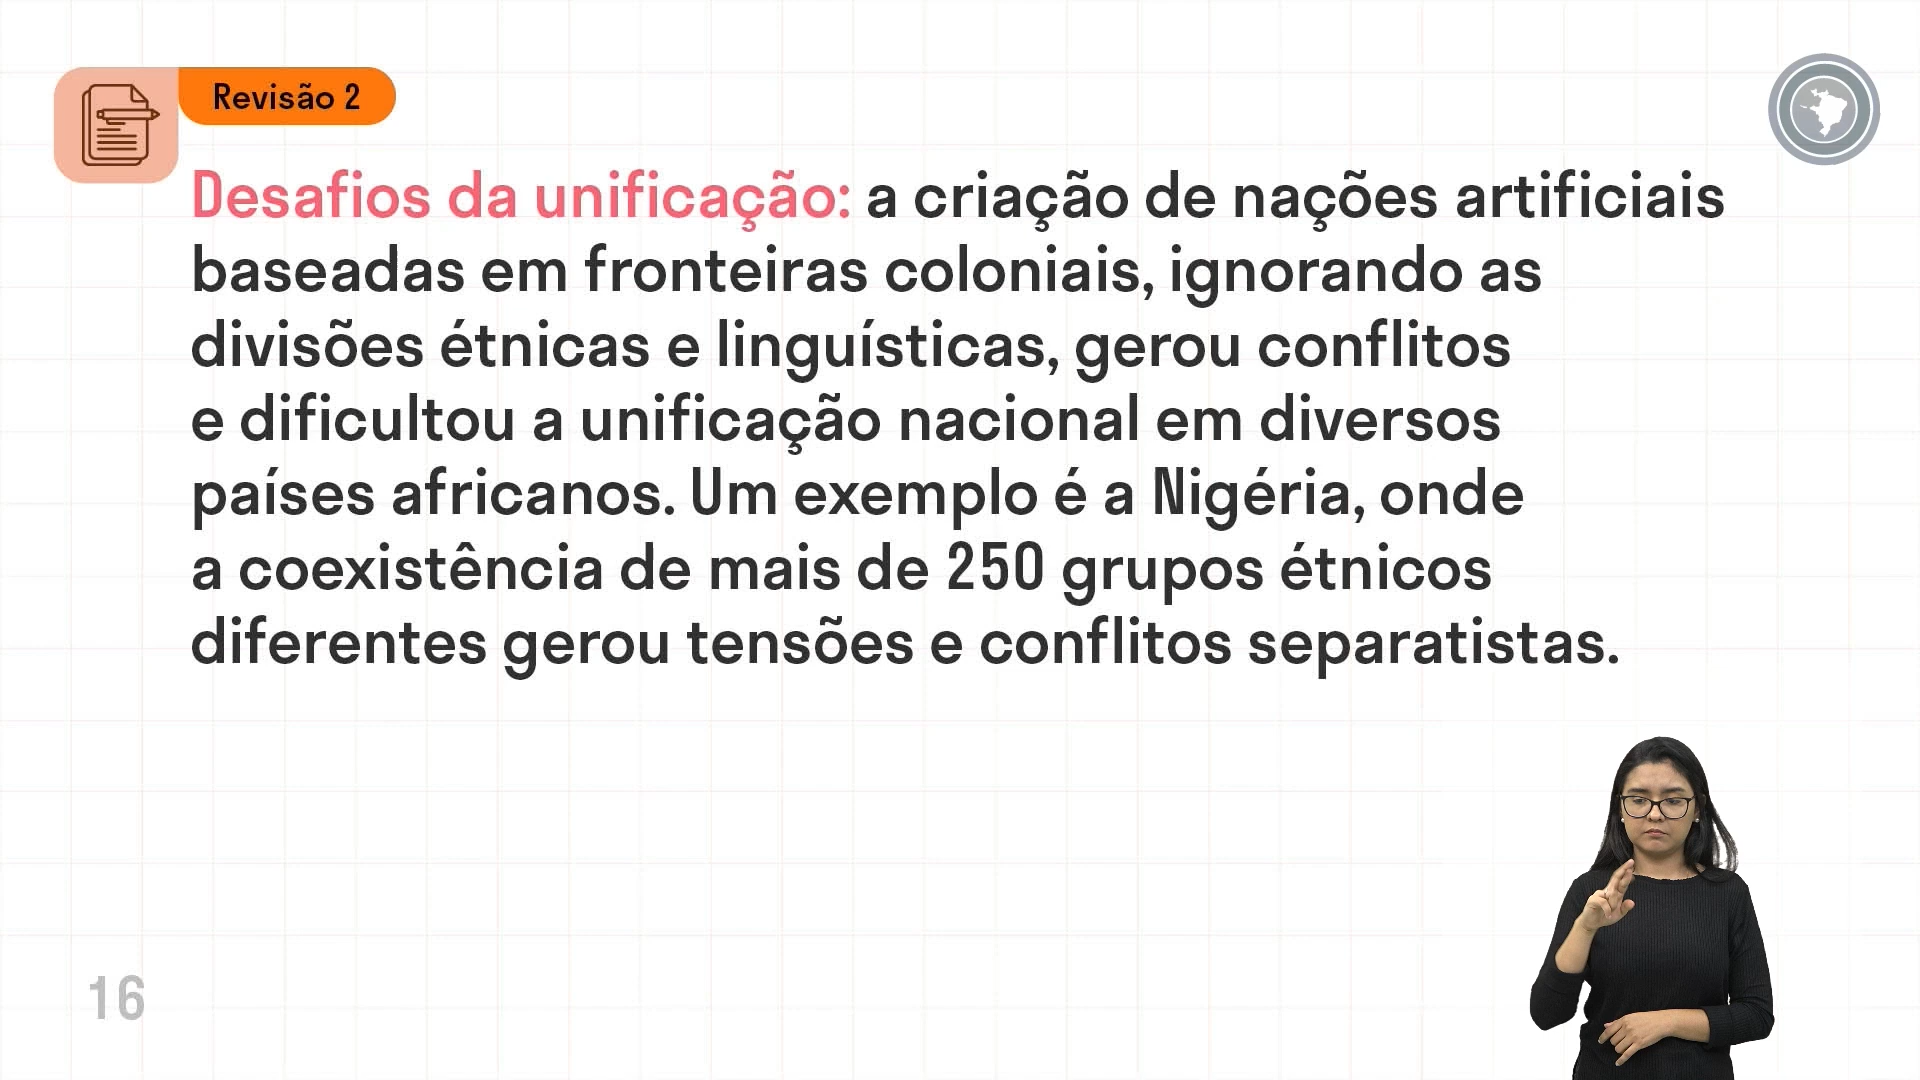 Revisão 2
Desafios da unificação: a criação de nações artificiais
baseadas em fronteiras coloniais, ignorando as
divisões étnicas e linguísticas, gerou conflitos
e dificultou a unificação nacional em diversos
países africanos. Um exemplo é a Nigéria, onde
a coexistência de mais de 250 grupos étnicos
diferentes gerou tensões e conflitos separatistas.
16